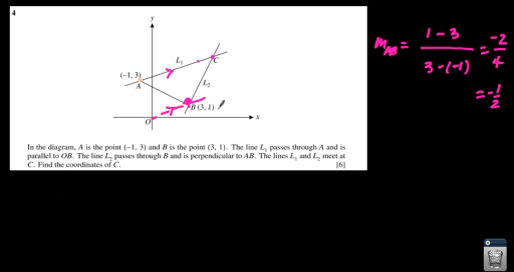 4
y
L₁
C
(−1, 3)
A
L₂
B (3, 1)
O
x
In the diagram, A is the point (−1, 3) and B is the point (3, 1). The line L₁ passes through A and is
parallel to OB. The line L₂ passes through B and is perpendicular to AB. The lines L₁ and L₂ meet at
C. Find the coordinates of C. [6]
m_AB = (1 − 3) / (3 − (−1)) = −2/4
= −1/2